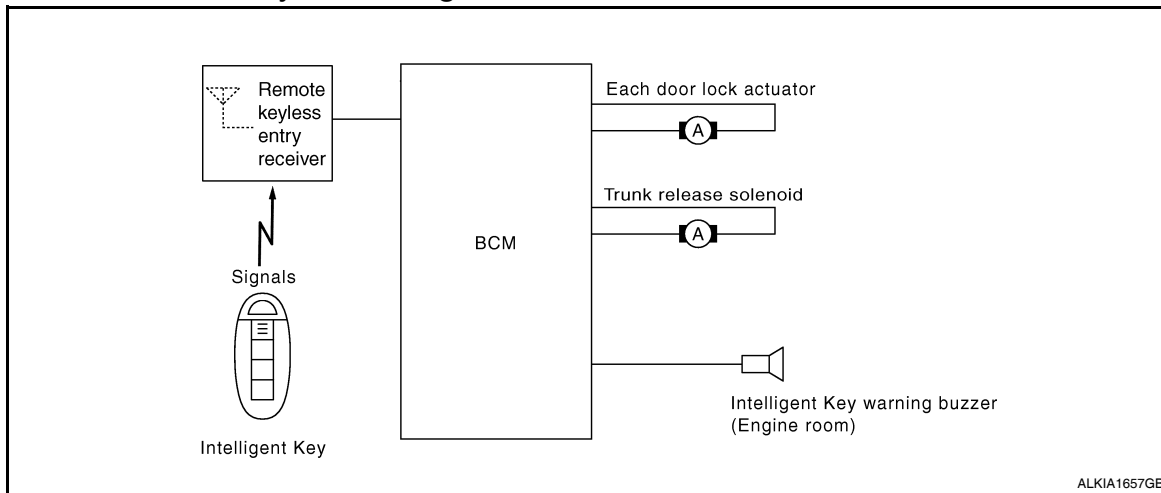 Remote
keyless
entry
receiver
BCM
Each door lock actuator
A
Trunk release solenoid
A
Signals
Intelligent Key
Intelligent Key warning buzzer
(Engine room)
ALKIA1657GB